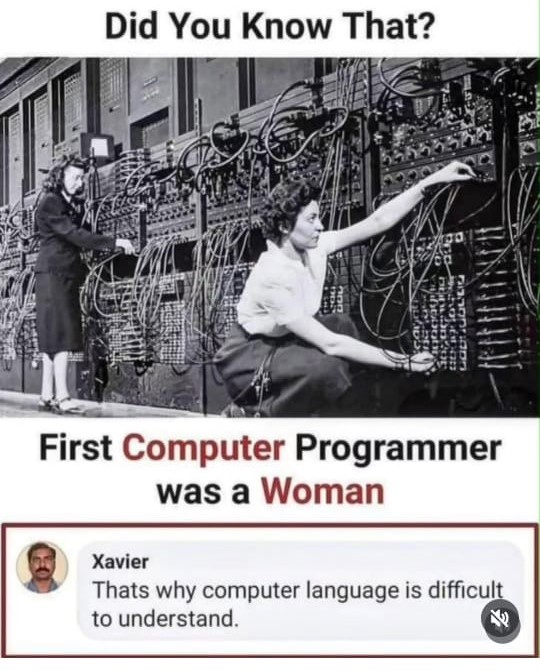 Did You Know That?
First Computer Programmer
was a Woman
Xavier
Thats why computer language is difficult
to understand.